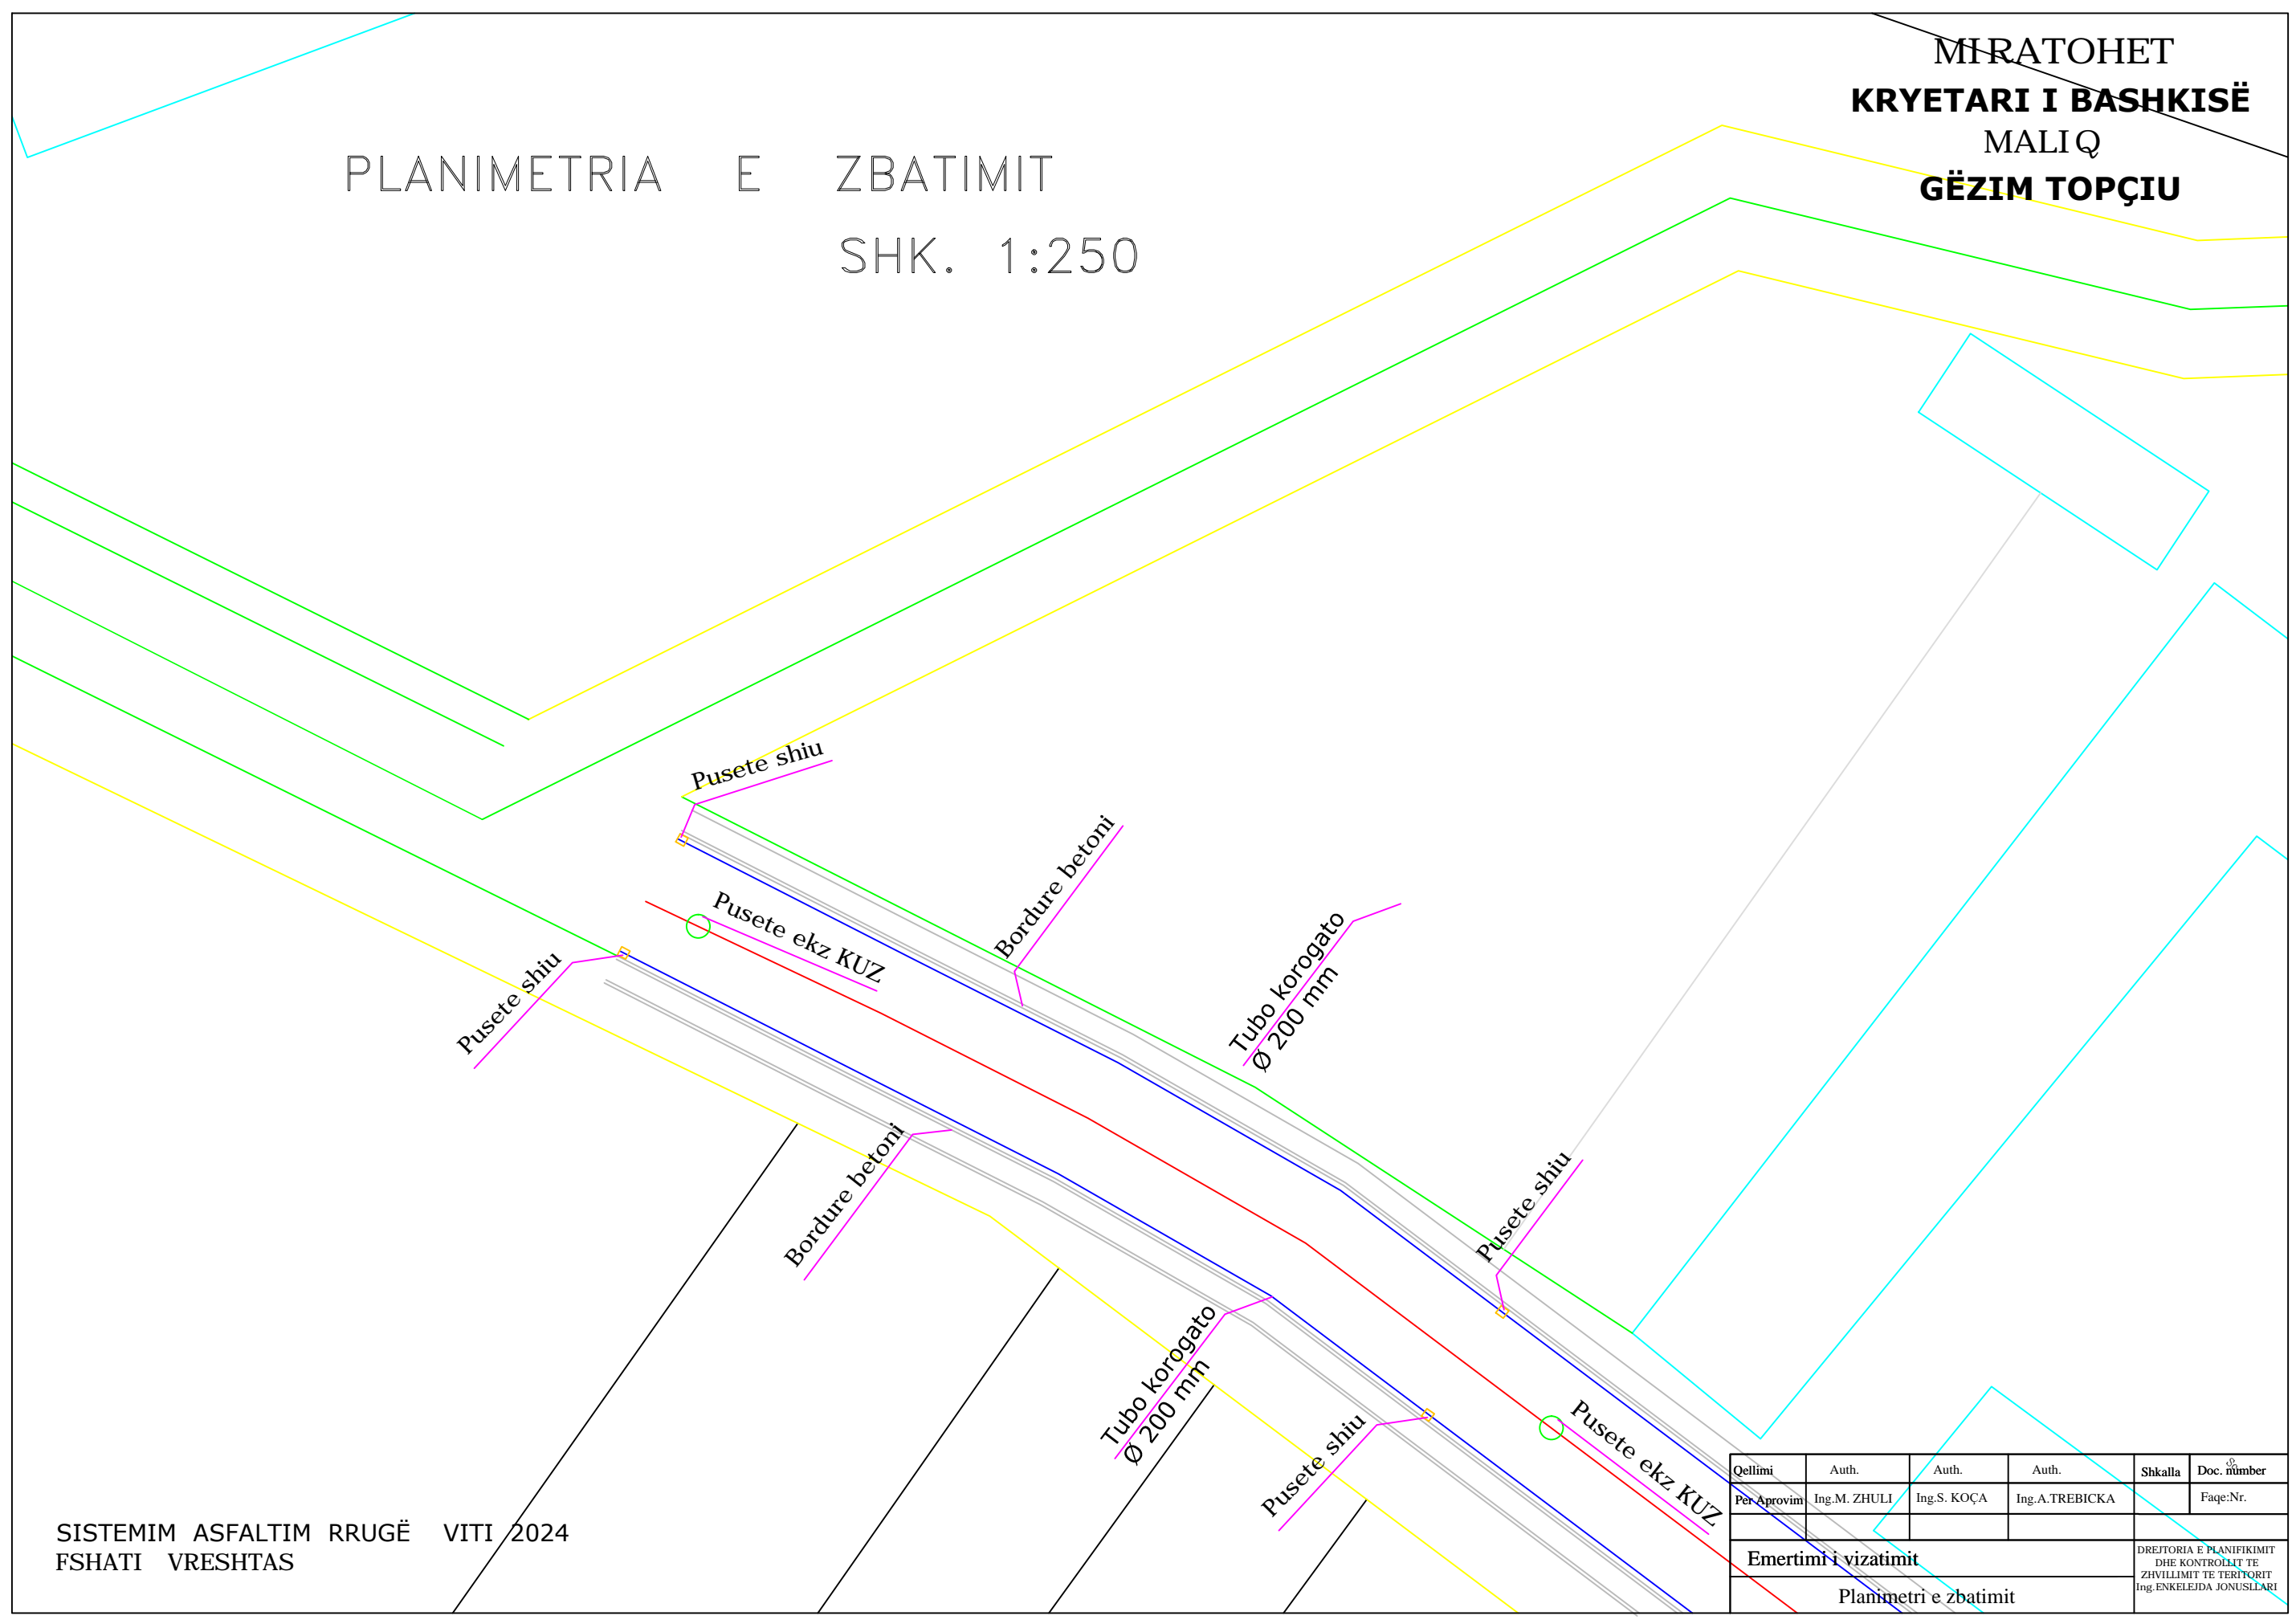 MIRATOHET
KRYETARI I BASHKISË
MALIQ
GËZIM TOPÇIU
PLANIMETRIA E ZBATIMIT
SHK. 1:250
Pusete shiu
Bordure betoni
Pusete ekz KUZ
Tubo korogato
Ø 200 mm
Pusete shiu
Bordure betoni
Pusete shiu
Tubo korogato
Ø 200 mm
Pusete shiu
Pusete ekz KUZ
SISTEMIM ASFALTIM RRUGË VITI 2024
FSHATI VRESHTAS
Qellimi Auth. Auth. Auth. Shkalla Doc. number
Per Aprovim Ing.M. ZHULI Ing.S. KOÇA Ing.A.TREBICKA Faqe:Nr.
Emertimi i vizatimit
Planimetri e zbatimit
DREJTORIA E PLANIFIKIMIT
DHE KONTROLLIT TE
ZHVILLIMIT TE TERITORIT
Ing.ENKELEJDA JONUSLLARI